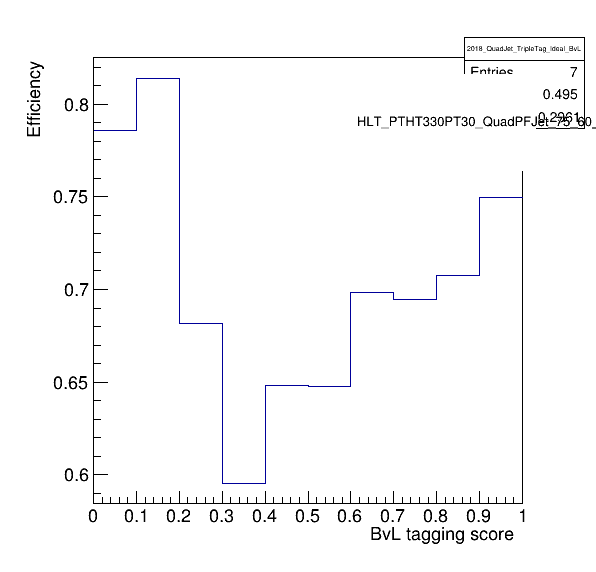 2018_QuadJet_TripleTag_Ideal_BvL
Entries 7
0.495
0.2961
HLT_PTHT330PT30_QuadPFJet_75_60_
Efficiency
0.8
0.75
0.7
0.65
0.6
0 0.1 0.2 0.3 0.4 0.5 0.6 0.7 0.8 0.9 1
BvL tagging score